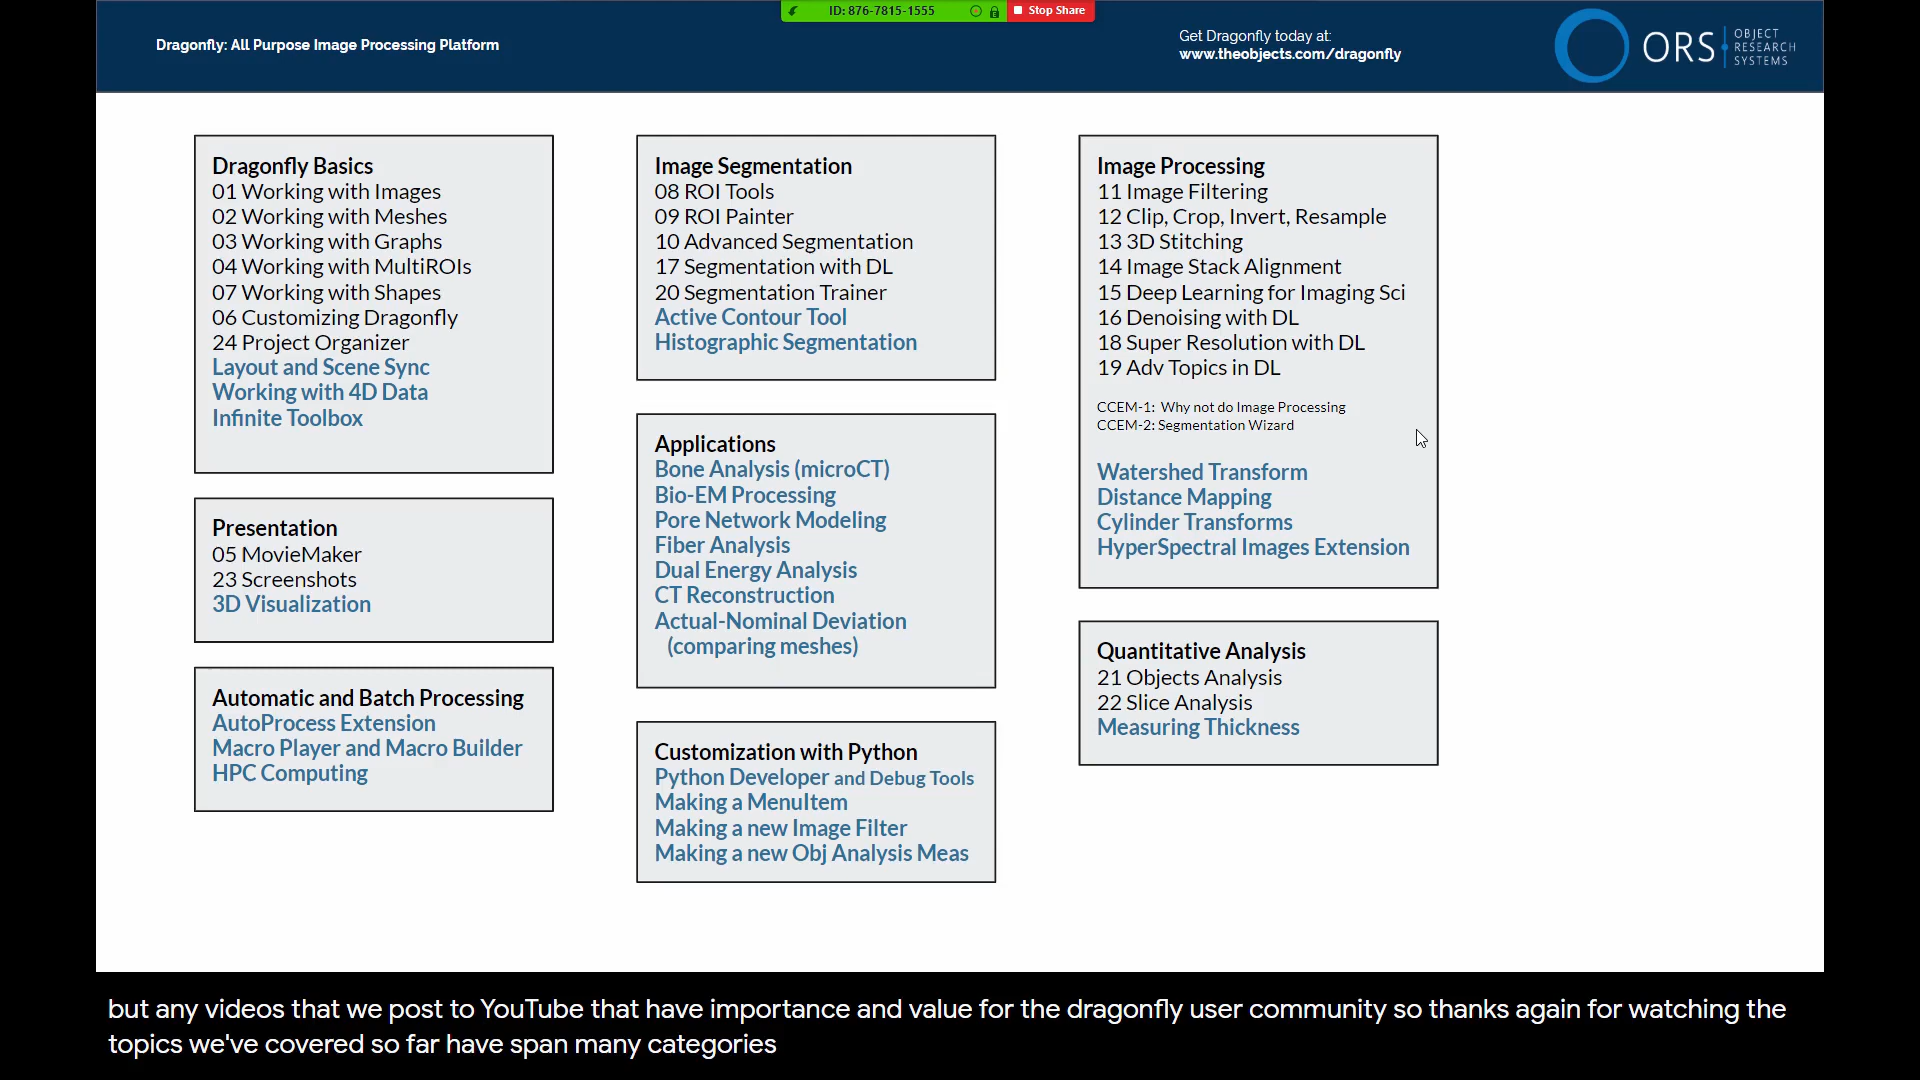 ID: 876-7815-1555
Stop Share
Dragonfly: All Purpose Image Processing Platform
Get Dragonfly today at:
www.theobjects.com/dragonfly
ORS
OBJECT
RESEARCH
SYSTEMS
Dragonfly Basics
01 Working with Images
02 Working with Meshes
03 Working with Graphs
04 Working with MultiROIs
07 Working with Shapes
06 Customizing Dragonfly
24 Project Organizer
Layout and Scene Sync
Working with 4D Data
Infinite Toolbox
Presentation
05 MovieMaker
23 Screenshots
3D Visualization
Automatic and Batch Processing
AutoProcess Extension
Macro Player and Macro Builder
HPC Computing
Image Segmentation
08 ROI Tools
09 ROI Painter
10 Advanced Segmentation
17 Segmentation with DL
20 Segmentation Trainer
Active Contour Tool
Histographic Segmentation
Applications
Bone Analysis (microCT)
Bio-EM Processing
Pore Network Modeling
Fiber Analysis
Dual Energy Analysis
CT Reconstruction
Actual-Nominal Deviation
(comparing meshes)
Customization with Python
Python Developer and Debug Tools
Making a MenuItem
Making a new Image Filter
Making a new Obj Analysis Meas
Image Processing
11 Image Filtering
12 Clip, Crop, Invert, Resample
13 3D Stitching
14 Image Stack Alignment
15 Deep Learning for Imaging Sci
16 Denoising with DL
18 Super Resolution with DL
19 Adv Topics in DL
CCEM-1: Why not do Image Processing
CCEM-2: Segmentation Wizard
Watershed Transform
Distance Mapping
Cylinder Transforms
HyperSpectral Images Extension
Quantitative Analysis
21 Objects Analysis
22 Slice Analysis
Measuring Thickness
but any videos that we post to YouTube that have importance and value for the dragonfly user community so thanks again for watching the
topics we've covered so far have span many categories